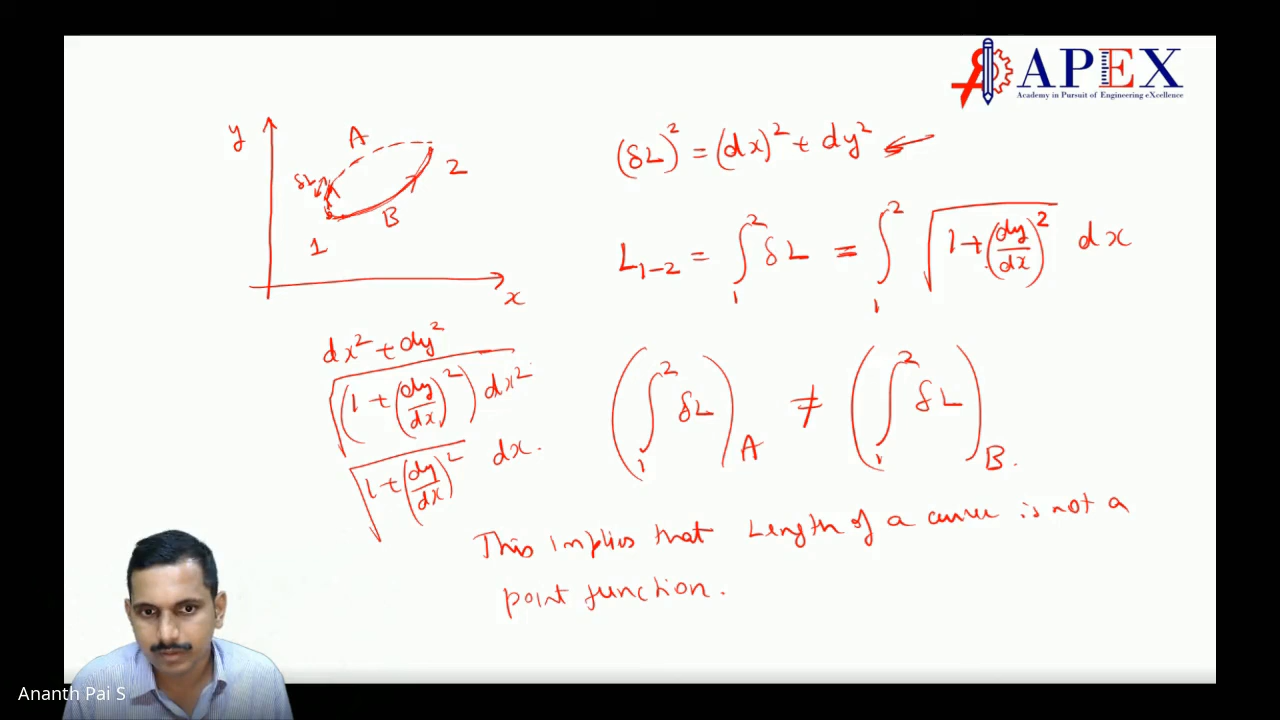 APEX
Academy in Pursuit of Engineering eXcellence
y
A
δL
2
B
1
x
(δL)² = (dx)² + dy²
L₁₋₂ = ∫₁² δL = ∫₁² √(1+(dy/dx)²) dx
dx² + dy²
√((1 + (dy/dx)²) dx²)
√(1+(dy/dx)²) dx.
(∫₁² δL)A ≠ (∫₁² δL)B.
This implies that Length of a curve is not a
point function.
Ananth Pai S